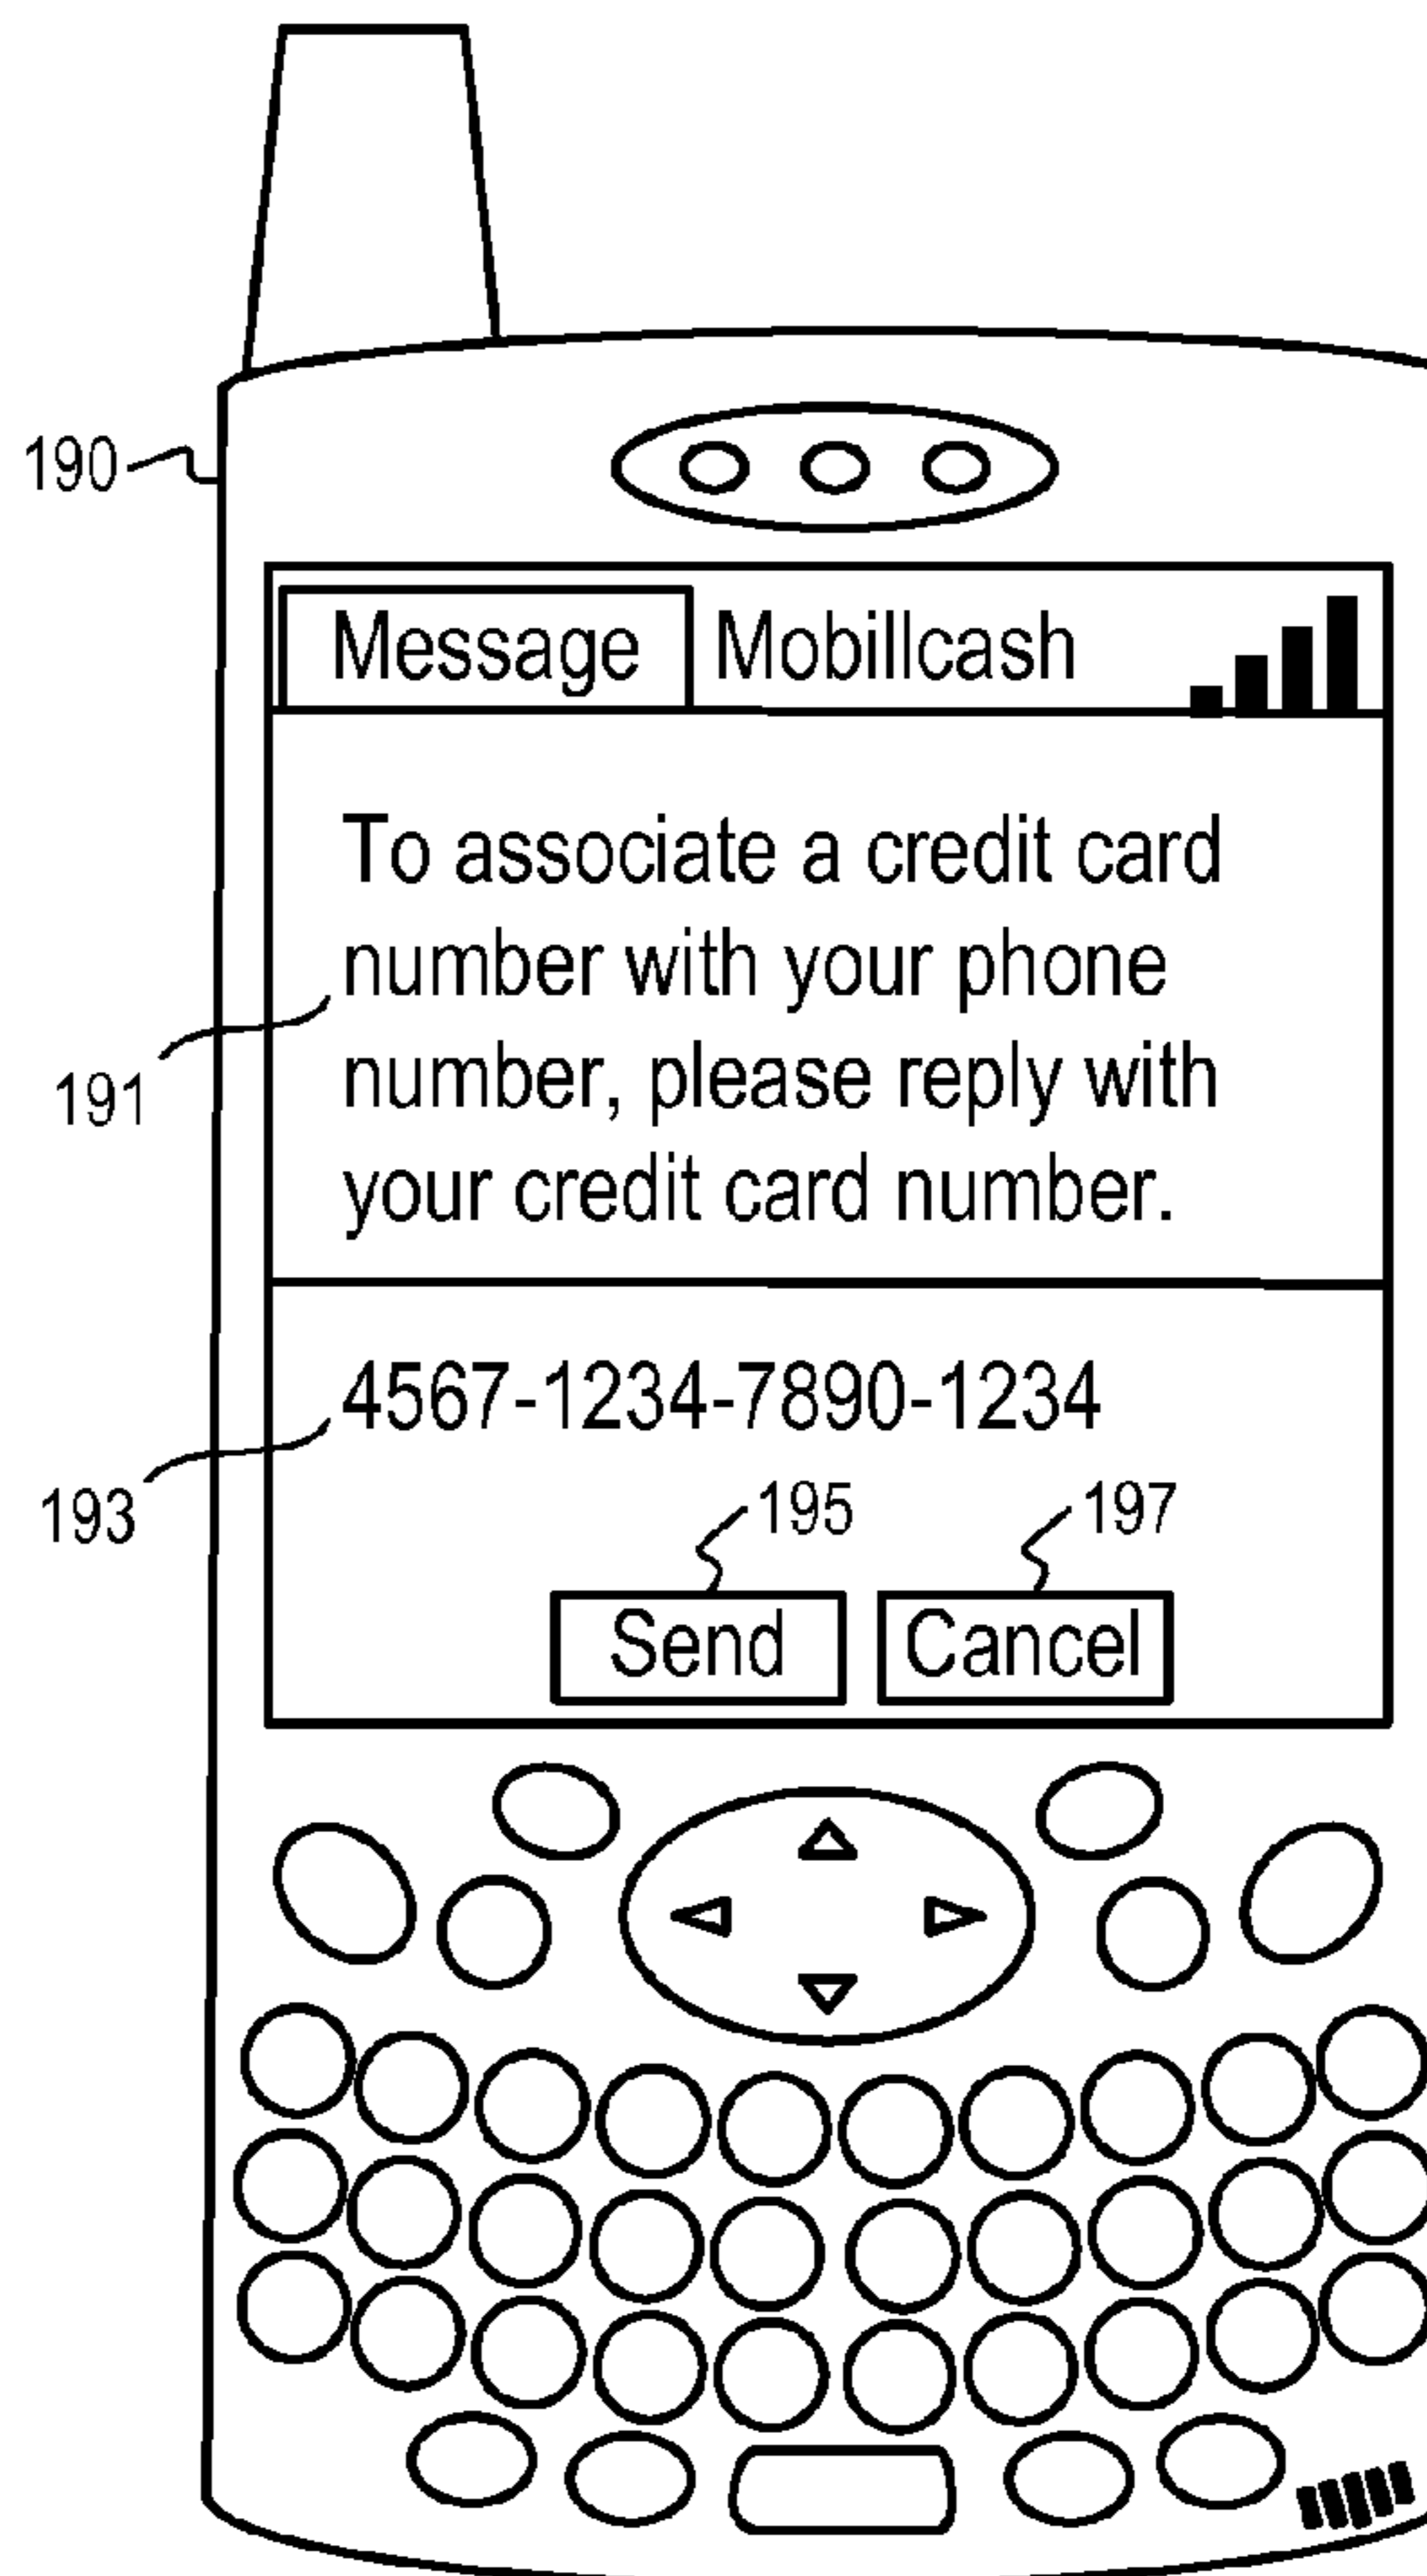 190
Message Mobillcash
To associate a credit card
number with your phone
191
number, please reply with
your credit card number.
4567-1234-7890-1234
193
195 197
Send Cancel